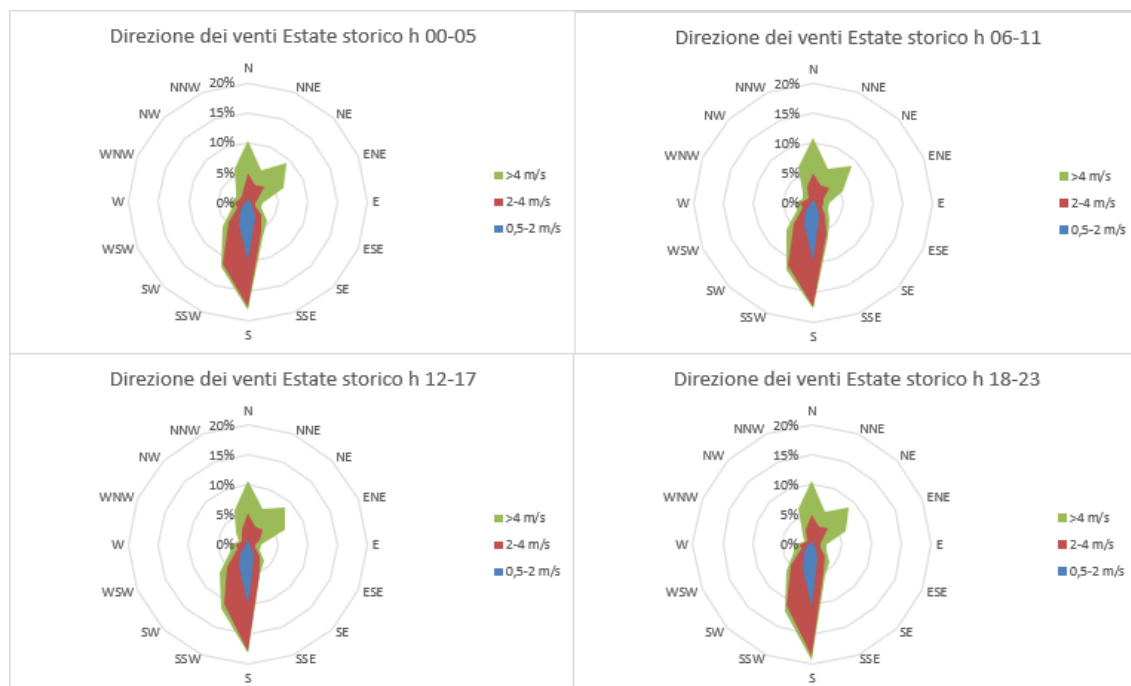 Direzione dei venti Estate storico h 00-05
N
NNE
NE
ENE
E
ESE
SE
SSE
S
SSW
SW
WSW
W
WNW
NW
NNW
20%
15%
10%
5%
0%
>4 m/s
2-4 m/s
0,5-2 m/s
Direzione dei venti Estate storico h 06-11
N
NNE
NE
ENE
E
ESE
SE
SSE
S
SSW
SW
WSW
W
WNW
NW
NNW
20%
15%
10%
5%
0%
>4 m/s
2-4 m/s
0,5-2 m/s
Direzione dei venti Estate storico h 12-17
N
NNE
NE
ENE
E
ESE
SE
SSE
S
SSW
SW
WSW
W
WNW
NW
NNW
20%
15%
10%
5%
0%
>4 m/s
2-4 m/s
0,5-2 m/s
Direzione dei venti Estate storico h 18-23
N
NNE
NE
ENE
E
ESE
SE
SSE
S
SSW
SW
WSW
W
WNW
NW
NNW
20%
15%
10%
5%
0%
>4 m/s
2-4 m/s
0,5-2 m/s